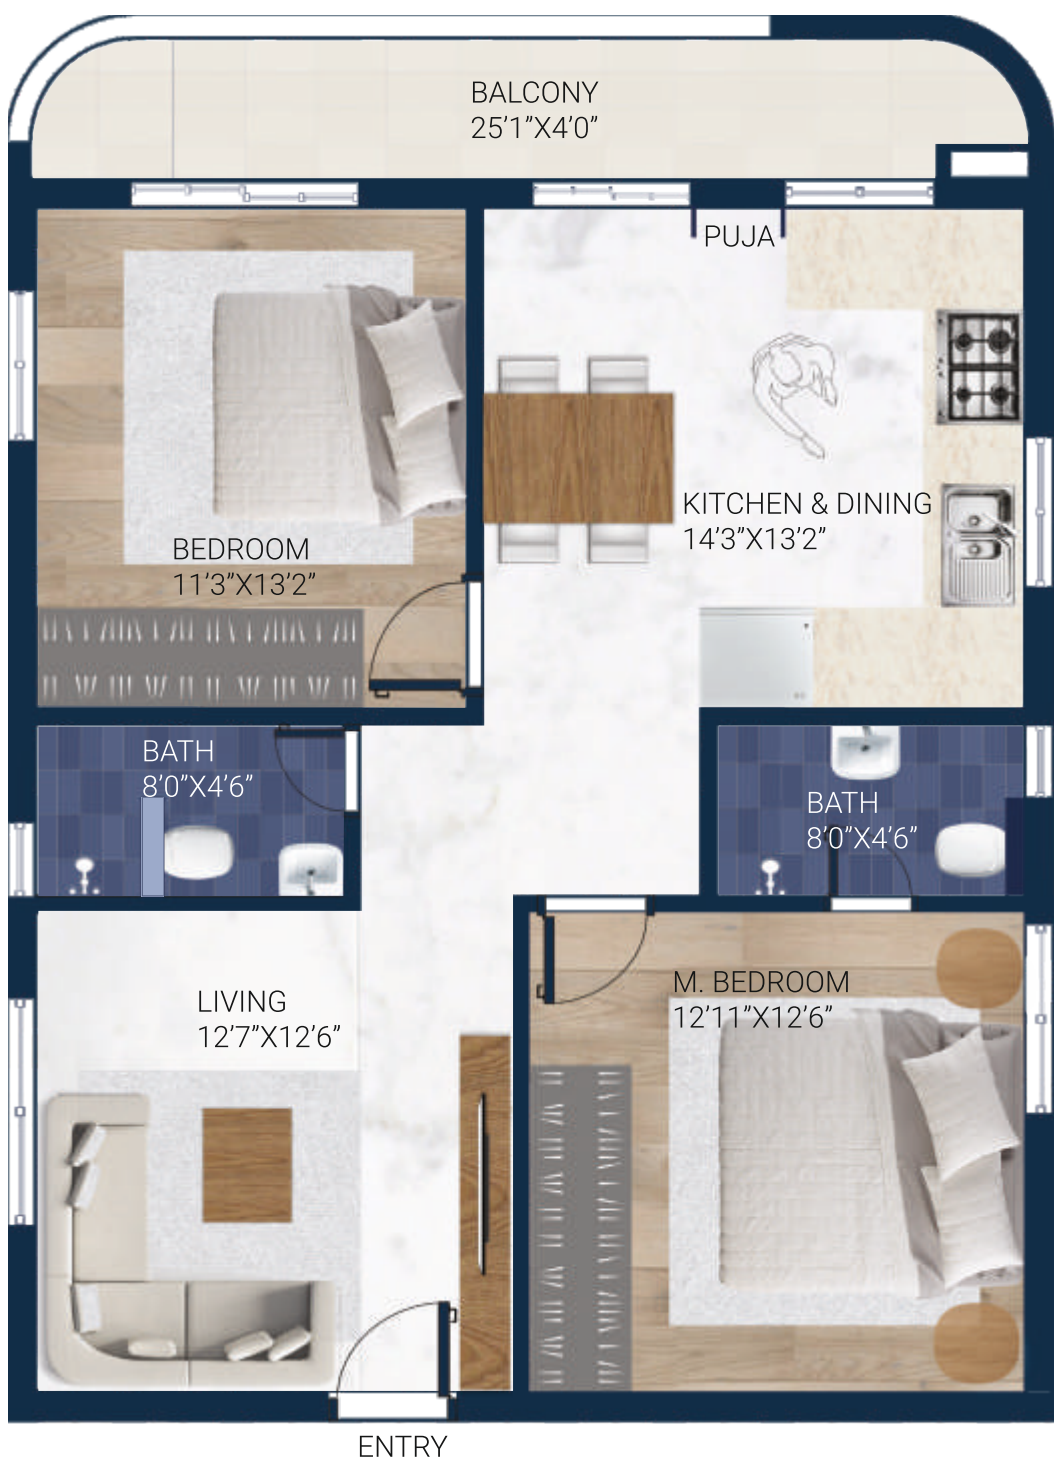 BALCONY
25'1”X4'0”
PUJA
KITCHEN & DINING
14'3”X13'2”
BEDROOM
11'3”X13'2”
BATH
8'0”X4'6”
BATH
8'0”X4'6”
LIVING
12'7”X12'6”
M. BEDROOM
12'11”X12'6”
ENTRY